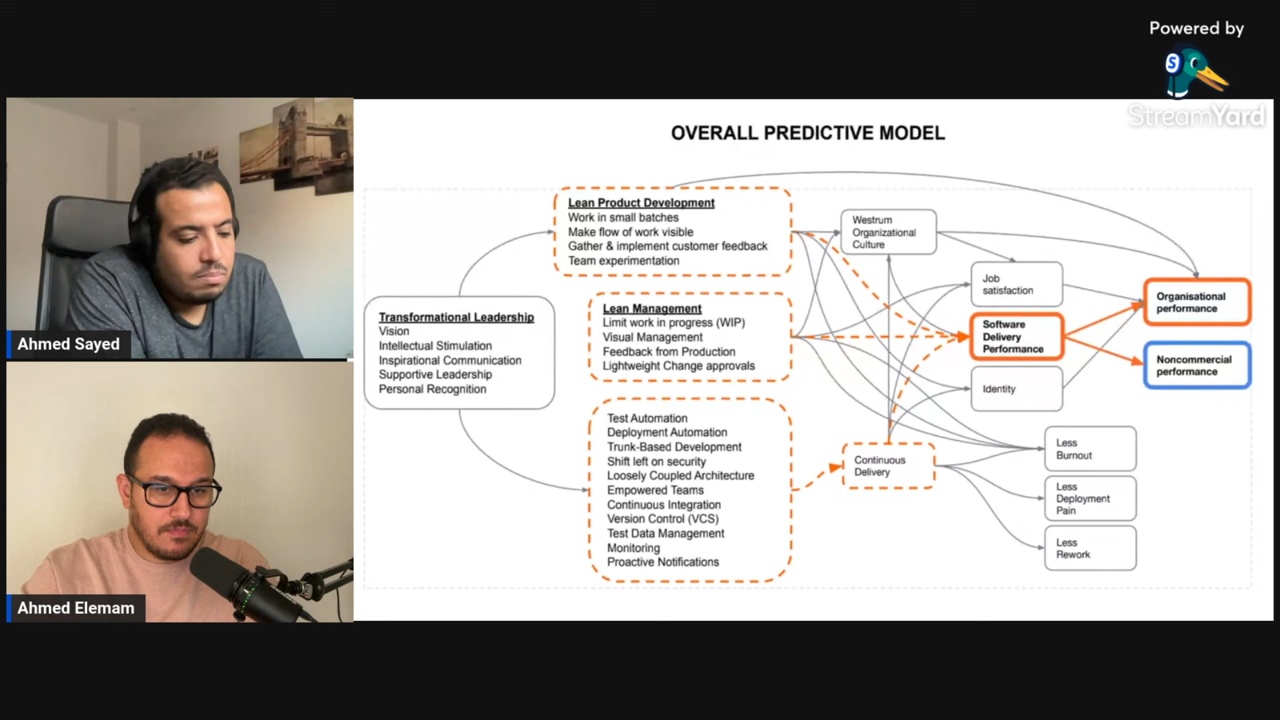 Powered by
S
StreamYard
Ahmed Sayed
Ahmed Elemam
OVERALL PREDICTIVE MODEL
Transformational Leadership
Vision
Intellectual Stimulation
Inspirational Communication
Supportive Leadership
Personal Recognition
Lean Product Development
Work in small batches
Make flow of work visible
Gather & implement customer feedback
Team experimentation
Lean Management
Limit work in progress (WIP)
Visual Management
Feedback from Production
Lightweight Change approvals
Test Automation
Deployment Automation
Trunk-Based Development
Shift left on security
Loosely Coupled Architecture
Empowered Teams
Continuous Integration
Version Control (VCS)
Test Data Management
Monitoring
Proactive Notifications
Continuous
Delivery
Westrum
Organizational
Culture
Job
satisfaction
Software
Delivery
Performance
Identity
Less
Burnout
Less
Deployment
Pain
Less
Rework
Organisational
performance
Noncommercial
performance